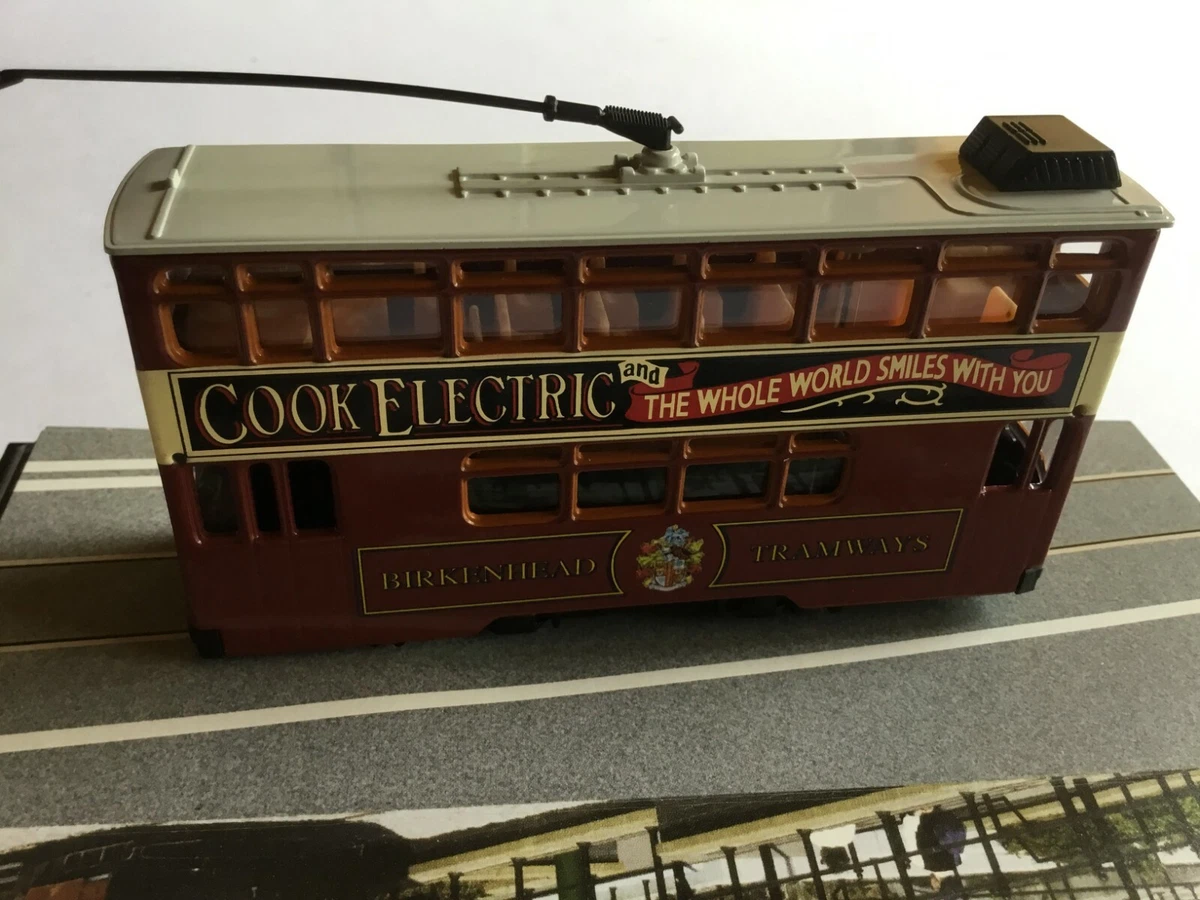 COOK ELECTRIC and THE WHOLE WORLD SMILES WITH YOU
BIRKENHEAD TRAMWAYS